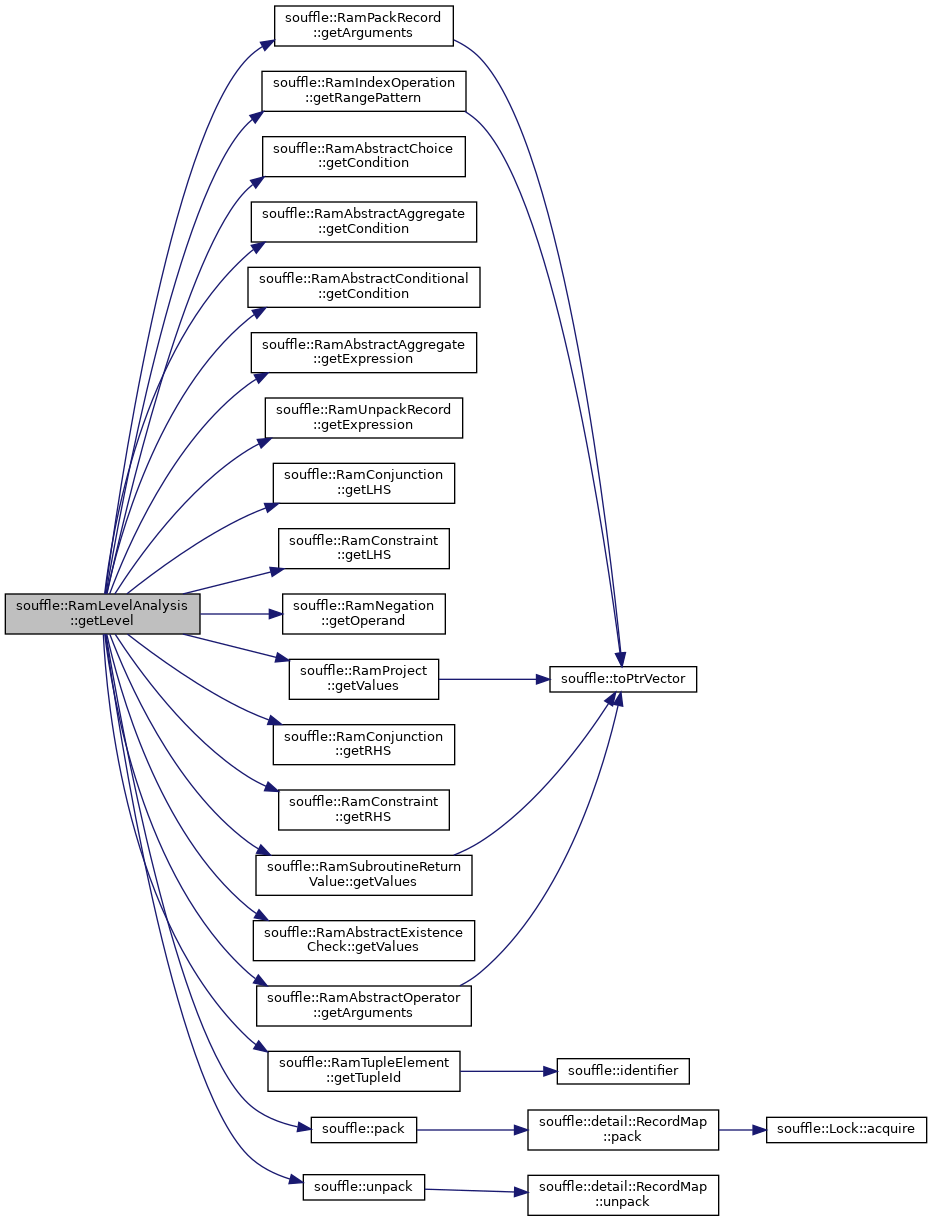 souffle::RamPackRecord
::getArguments
souffle::RamIndexOperation
::getRangePattern
souffle::RamAbstractChoice
::getCondition
souffle::RamAbstractAggregate
::getCondition
souffle::RamAbstractConditional
::getCondition
souffle::RamAbstractAggregate
::getExpression
souffle::RamUnpackRecord
::getExpression
souffle::RamConjunction
::getLHS
souffle::RamConstraint
::getLHS
souffle::RamLevelAnalysis
::getLevel
souffle::RamNegation
::getOperand
souffle::RamProject
::getValues
souffle::toPtrVector
souffle::RamConjunction
::getRHS
souffle::RamConstraint
::getRHS
souffle::RamSubroutineReturn
Value::getValues
souffle::RamAbstractExistence
Check::getValues
souffle::RamAbstractOperator
::getArguments
souffle::RamTupleElement
::getTupleId
souffle::identifier
souffle::pack
souffle::detail::RecordMap
::pack
souffle::Lock::acquire
souffle::unpack
souffle::detail::RecordMap
::unpack